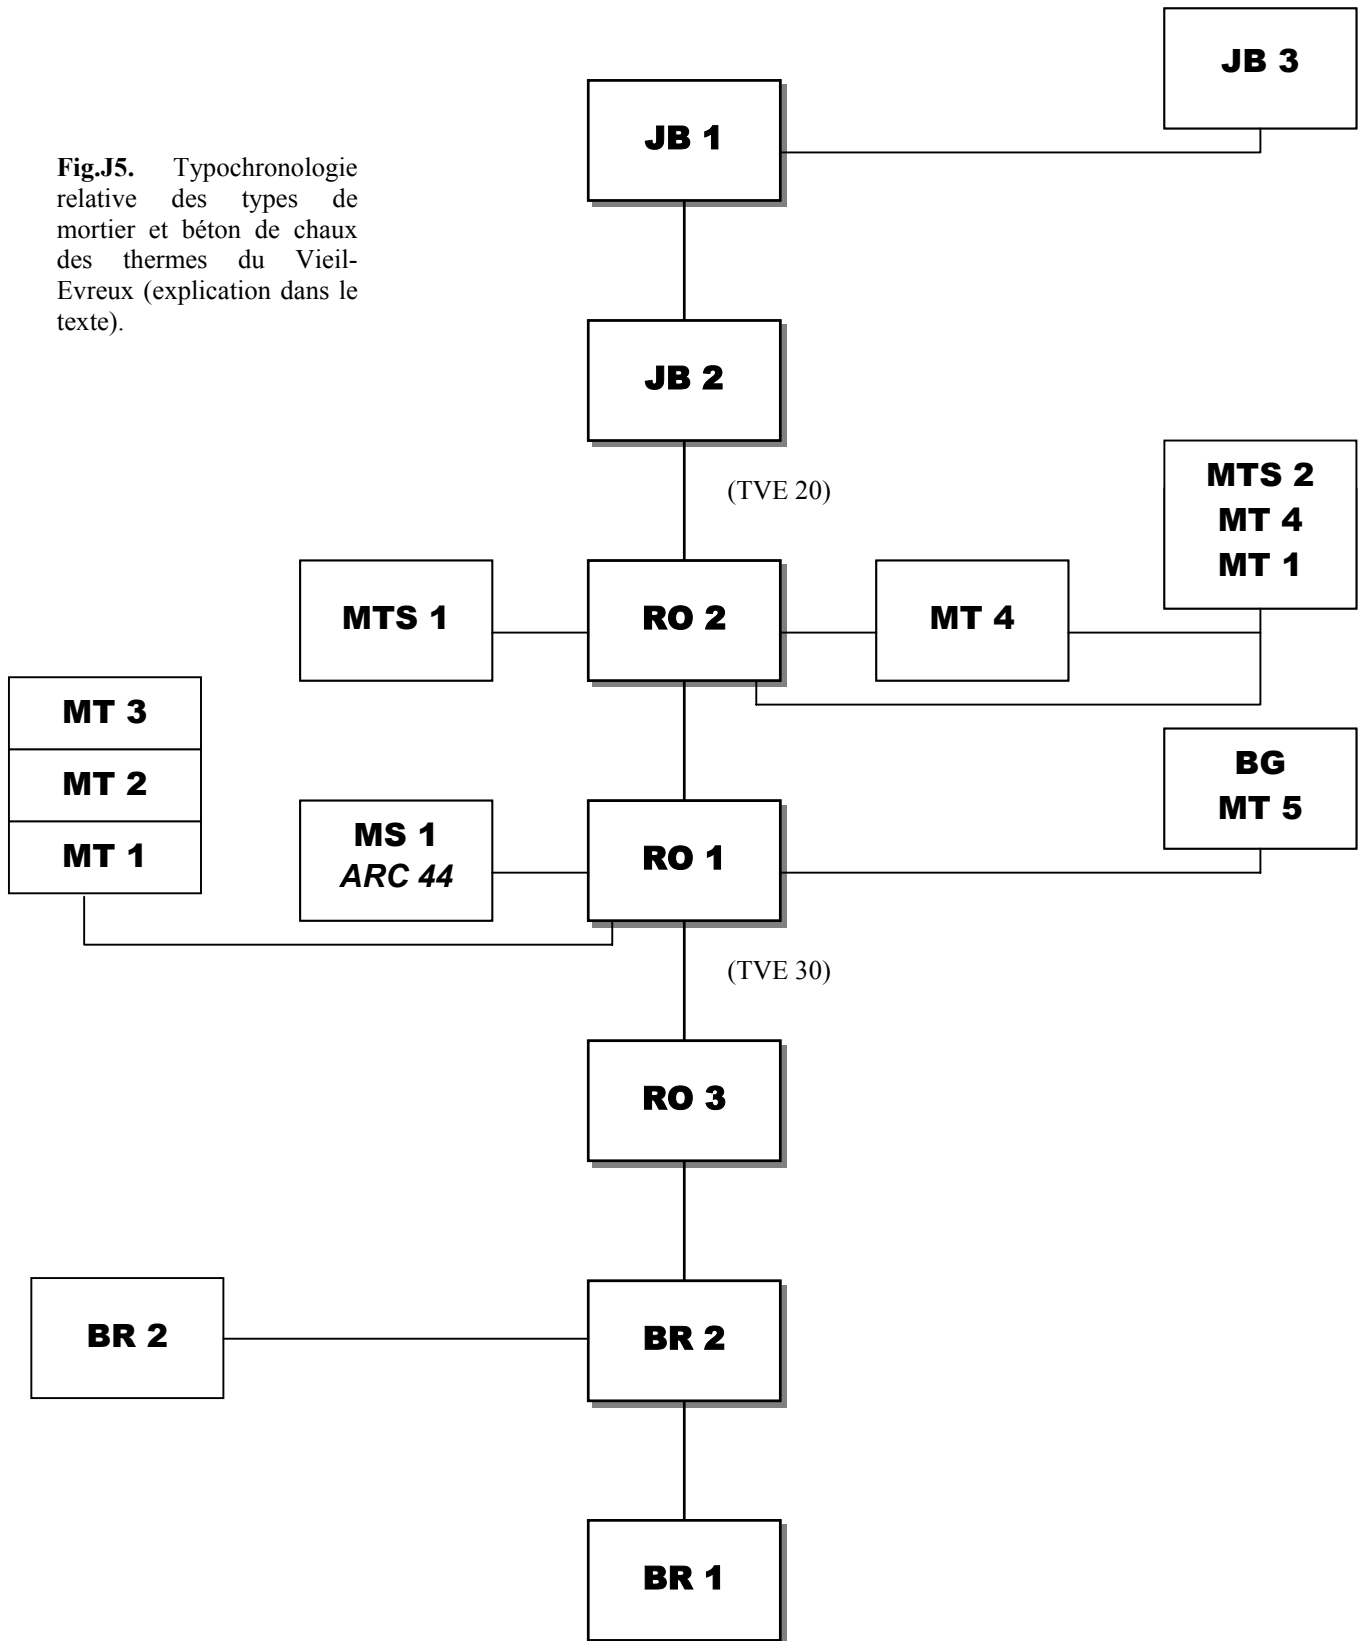 JB 3
JB 1
Fig.J5. Typochronologie
relative des types de
mortier et béton de chaux
des thermes du Vieil-
Evreux (explication dans le
texte).
JB 2
(TVE 20)
MTS 2
MT 4
MT 1
MTS 1
RO 2
MT 4
MT 3
MT 2
MT 1
MS 1
ARC 44
RO 1
BG
MT 5
(TVE 30)
RO 3
BR 2
BR 2
BR 1